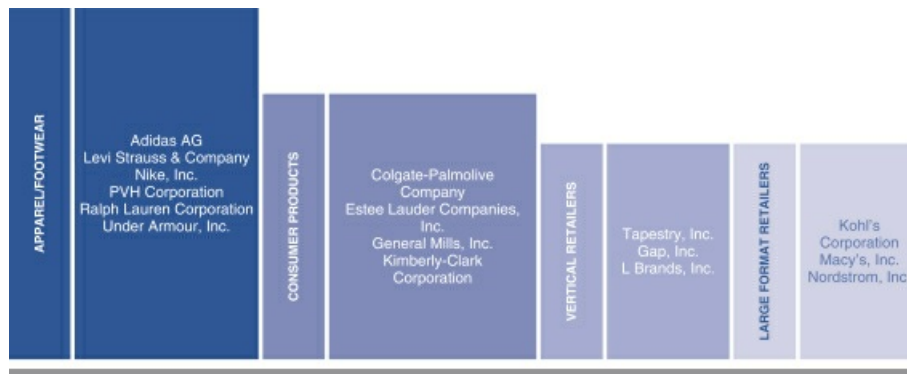 APPAREL/FOOTWEAR
Adidas AG
Levi Strauss & Company
Nike, Inc.
PVH Corporation
Ralph Lauren Corporation
Under Armour, Inc.
CONSUMER PRODUCTS
Colgate-Palmolive
Company
Estee Lauder Companies,
Inc.
General Mills, Inc.
Kimberly-Clark
Corporation
VERTICAL RETAILERS
Tapestry, Inc.
Gap, Inc.
L Brands, Inc.
LARGE FORMAT RETAILERS
Kohl's
Corporation
Macy's, Inc.
Nordstrom, Inc